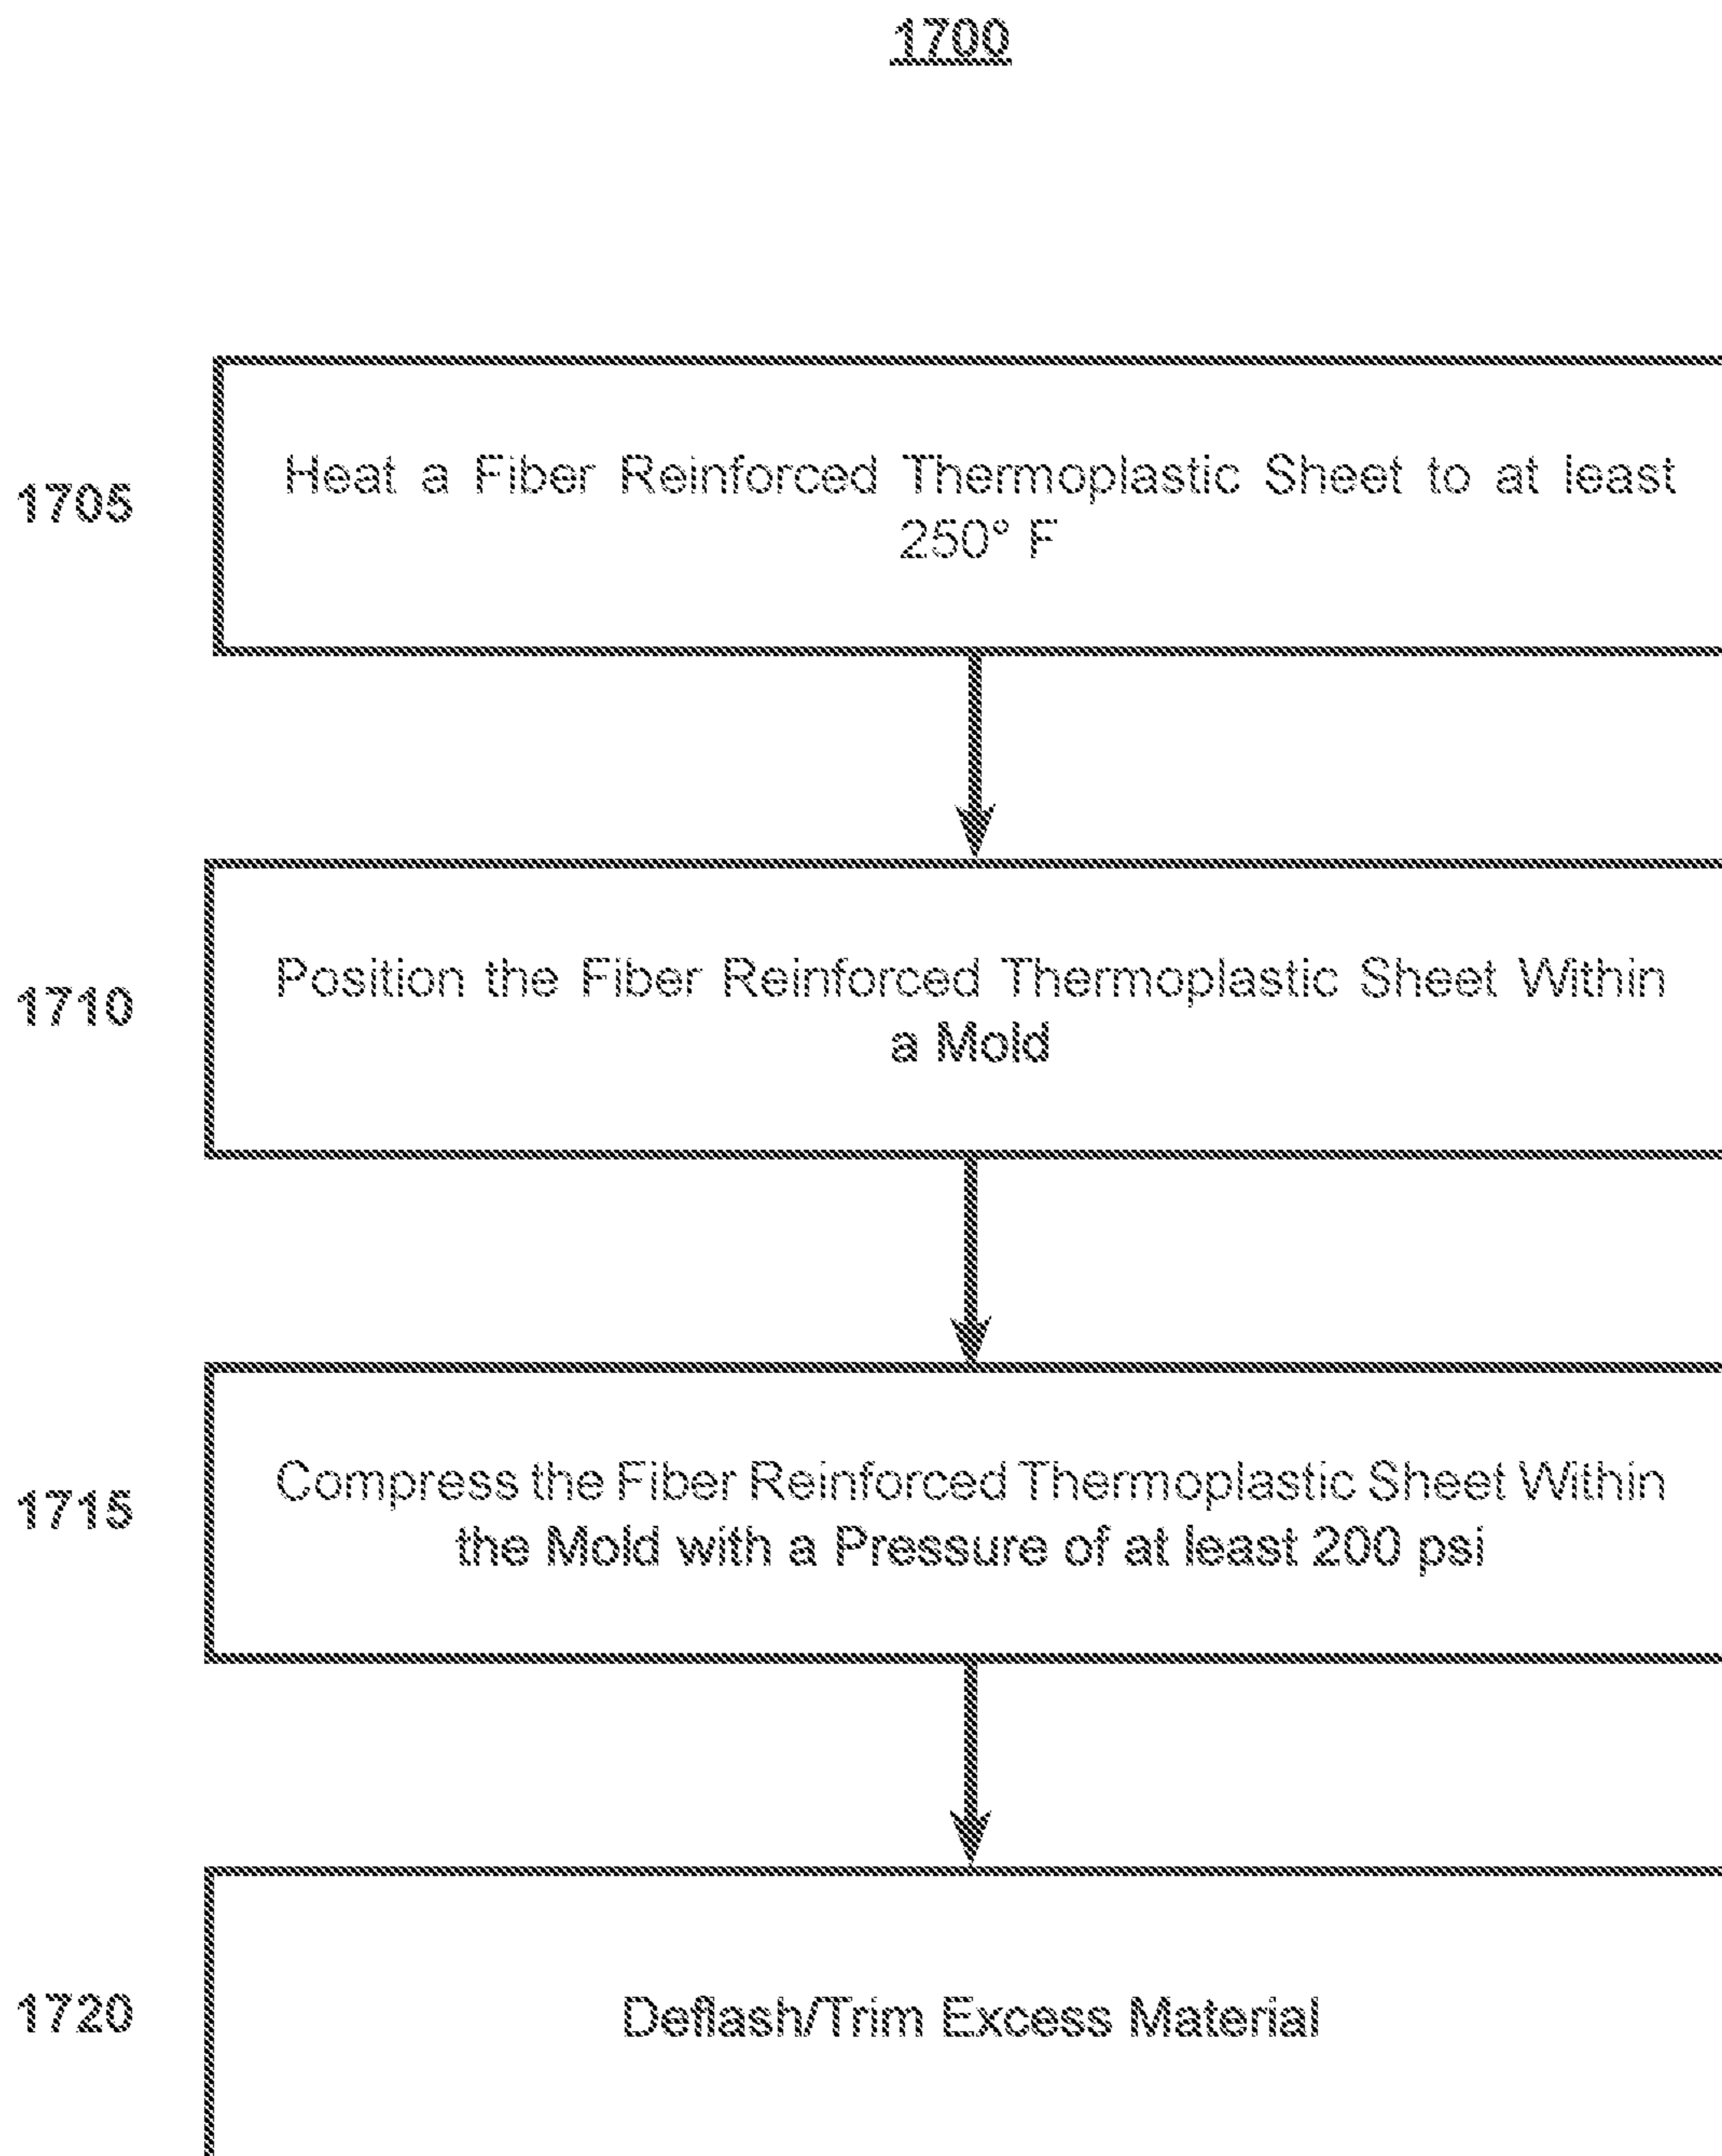 1700
1705
Heat a Fiber Reinforced Thermoplastic Sheet to at least
250° F
1710
Position the Fiber Reinforced Thermoplastic Sheet Within
a Mold
1715
Compress the Fiber Reinforced Thermoplastic Sheet Within
the Mold with a Pressure of at least 200 psi
1720
Deflash/Trim Excess Material